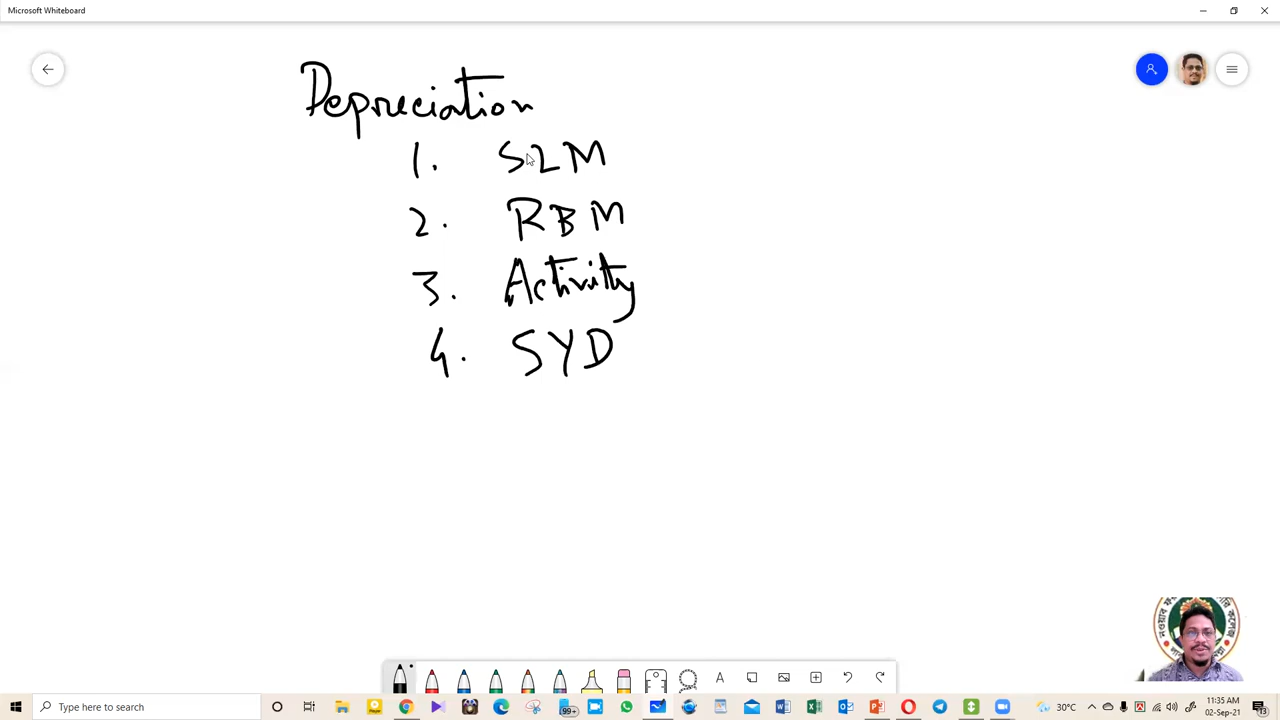 Microsoft Whiteboard
Depreciation
1. SLM
2. RBM
3. Activity
4. SYD
A
Type here to search
99+
30°C
11:35 AM
02-Sep-21